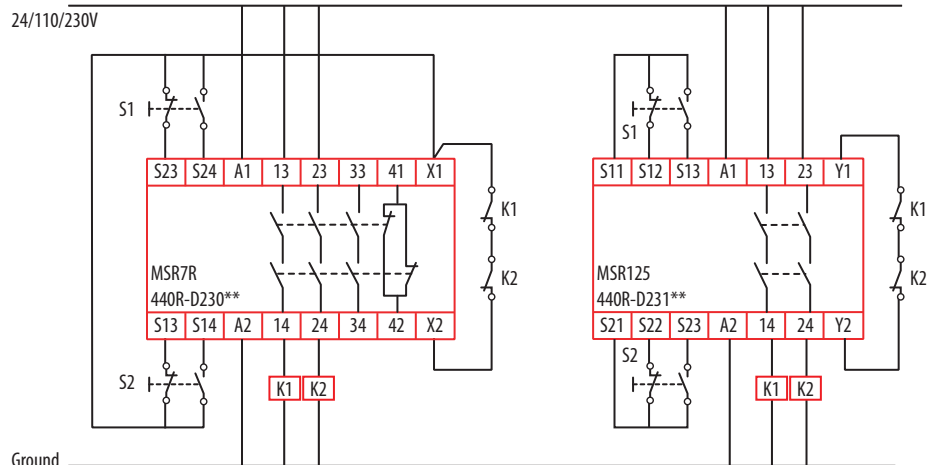 24/110/230V
S1
S1
S23 S24 A1 13 23 33 41 X1
S11 S12 S13 A1 13 23 Y1
K1
K1
K2
K2
MSR7R
440R-D230**
MSR125
440R-D231**
S13 S14 A2 14 24 34 42 X2
S21 S22 S23 A2 14 24 Y2
S2
S2
K1 K2
K1 K2
Ground